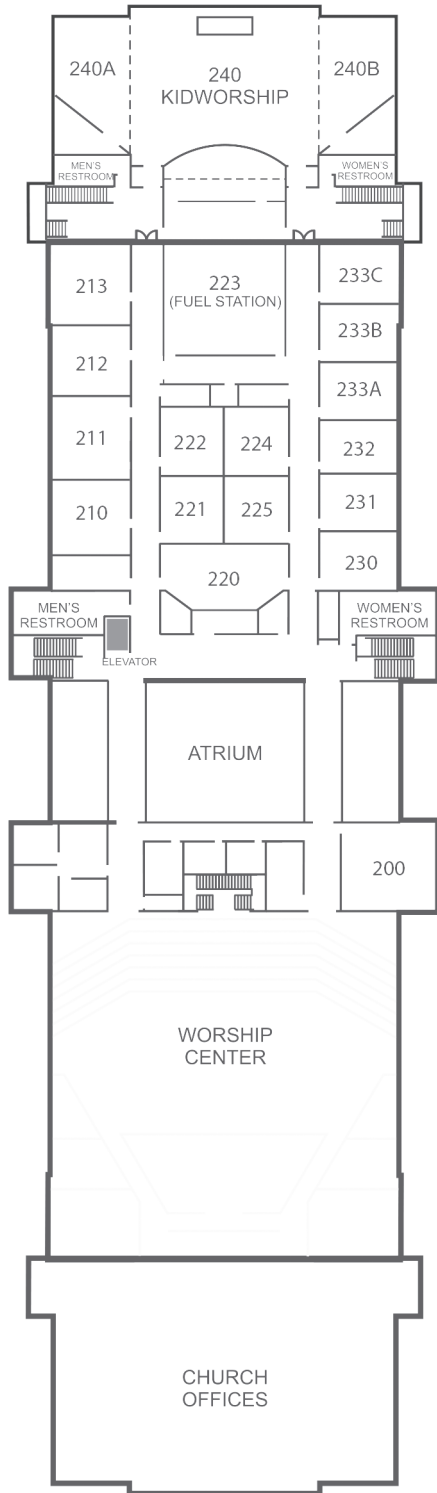 240A
240
KIDWORSHIP
240B
MEN'S
RESTROOM
WOMEN'S
RESTROOM
213
223
(FUEL STATION)
233C
233B
212
233A
211
222
224
232
210
221
225
231
220
230
MEN'S
RESTROOM
WOMEN'S
RESTROOM
ELEVATOR
ATRIUM
200
WORSHIP
CENTER
CHURCH
OFFICES